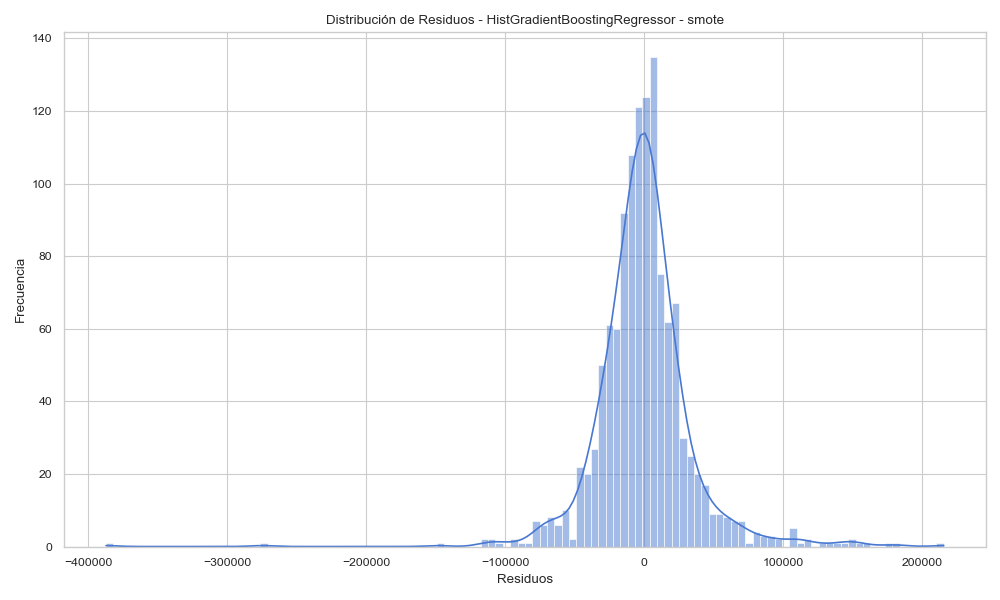 Distribución de Residuos - HistGradientBoostingRegressor - smote
Frecuencia
140
120
100
80
60
40
20
0
−400000 −300000 −200000 −100000 0 100000 200000
Residuos